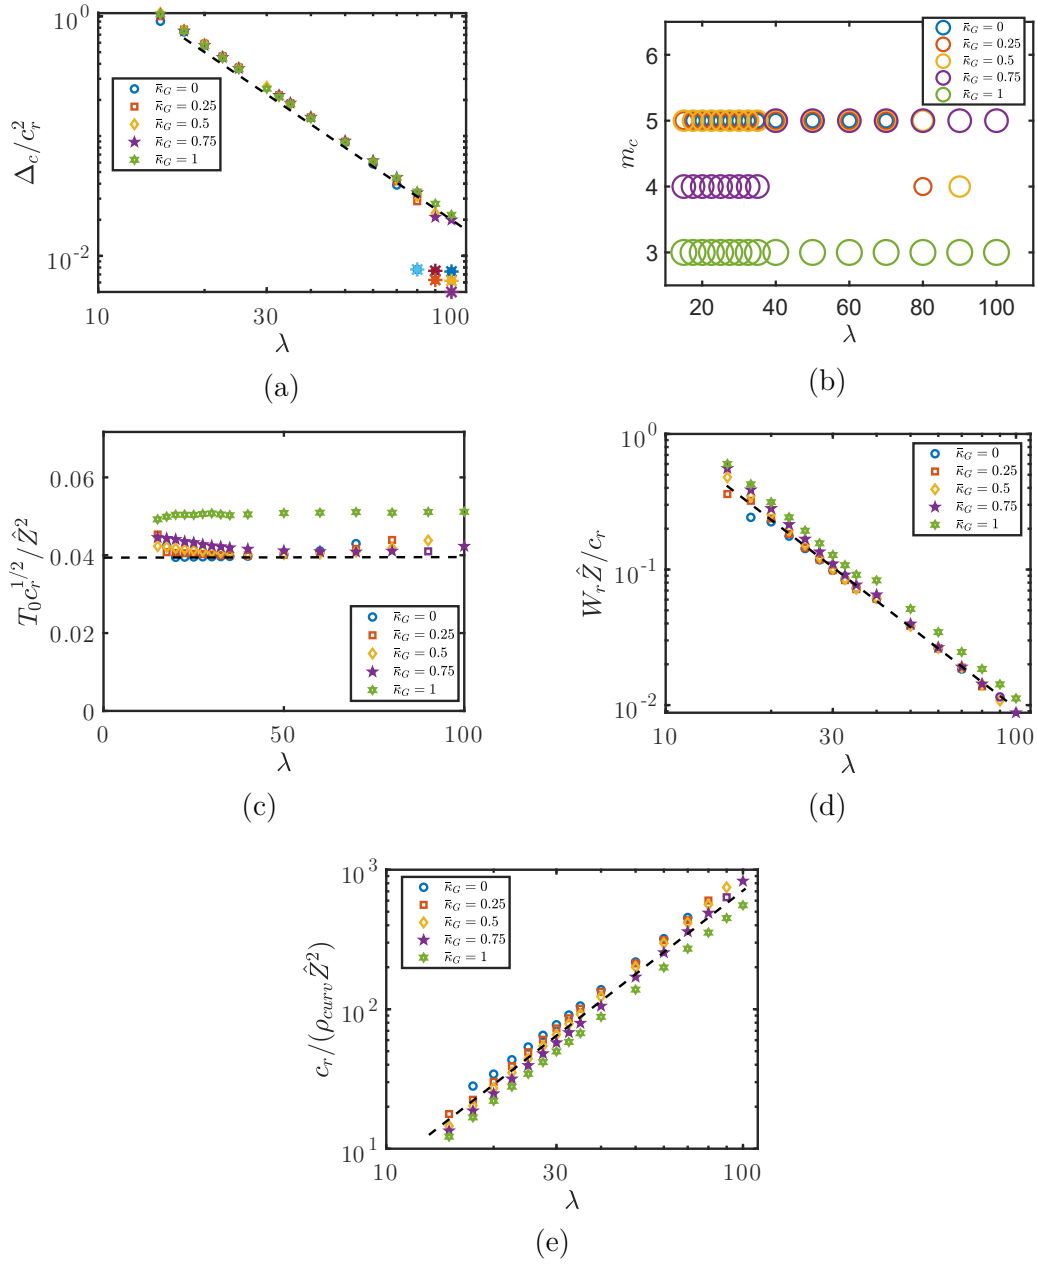 10^0
10^{-2}
Δ_c/c_r^2
κ̄_G = 0
κ̄_G = 0.25
κ̄_G = 0.5
κ̄_G = 0.75
κ̄_G = 1
10 30 100
λ
(a)
6
5
4
3
m_c
κ̄_G = 0
κ̄_G = 0.25
κ̄_G = 0.5
κ̄_G = 0.75
κ̄_G = 1
20 40 60 80 100
λ
(b)
0.06
0.04
0.02
0
T_0 c_r^{1/2}/Ẑ^2
κ̄_G = 0
κ̄_G = 0.25
κ̄_G = 0.5
κ̄_G = 0.75
κ̄_G = 1
0 50 100
λ
(c)
10^0
10^{-1}
10^{-2}
W_r Ẑ/c_r
κ̄_G = 0
κ̄_G = 0.25
κ̄_G = 0.5
κ̄_G = 0.75
κ̄_G = 1
10 30 100
λ
(d)
10^3
10^2
10^1
c_r/(ρ_{curv} Ẑ^2)
κ̄_G = 0
κ̄_G = 0.25
κ̄_G = 0.5
κ̄_G = 0.75
κ̄_G = 1
10 30 100
λ
(e)